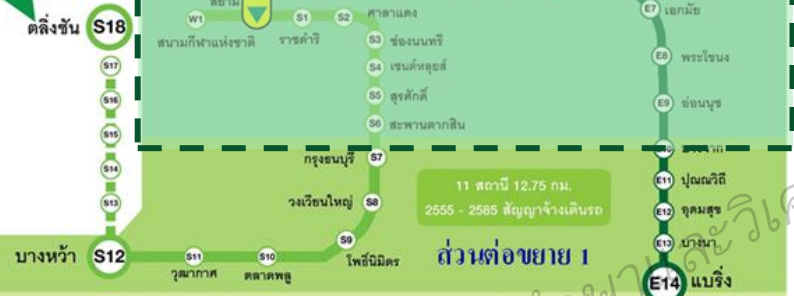 สยาม
W1
S1
S2
ศาลาแดง
สนามกีฬาแห่งชาติ
ราชดำริ
ตลิ่งชัน S18
S17
S16
S15
S14
S13
S3 ช่องนนทรี
S4 เซนต์หลุยส์
S5 สุรศักดิ์
S6 สะพานตากสิน
กรุงธนบุรี S7
วงเวียนใหญ่ S8
S9
โพธิ์นิมิตร
บางหว้า S12
S11
วุฒากาศ
S10
ตลาดพลู
11 สถานี 12.75 กม.
2555 - 2585 สัญญาจ้างเดินรถ
ส่วนต่อขยาย 1
E7 เอกมัย
E8 พระโขนง
E9 อ่อนนุช
E10 บางจาก
E11 ปุณณวิถี
E12 อุดมสุข
E13 บางนา
E14 แบริ่ง